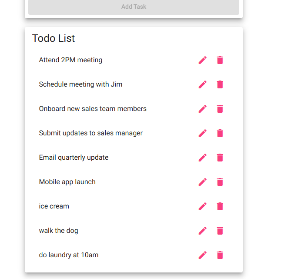 Add Task
Todo List
Attend 2PM meeting
Schedule meeting with Jim
Onboard new sales team members
Submit updates to sales manager
Email quarterly update
Mobile app launch
ice cream
walk the dog
do laundry at 10am